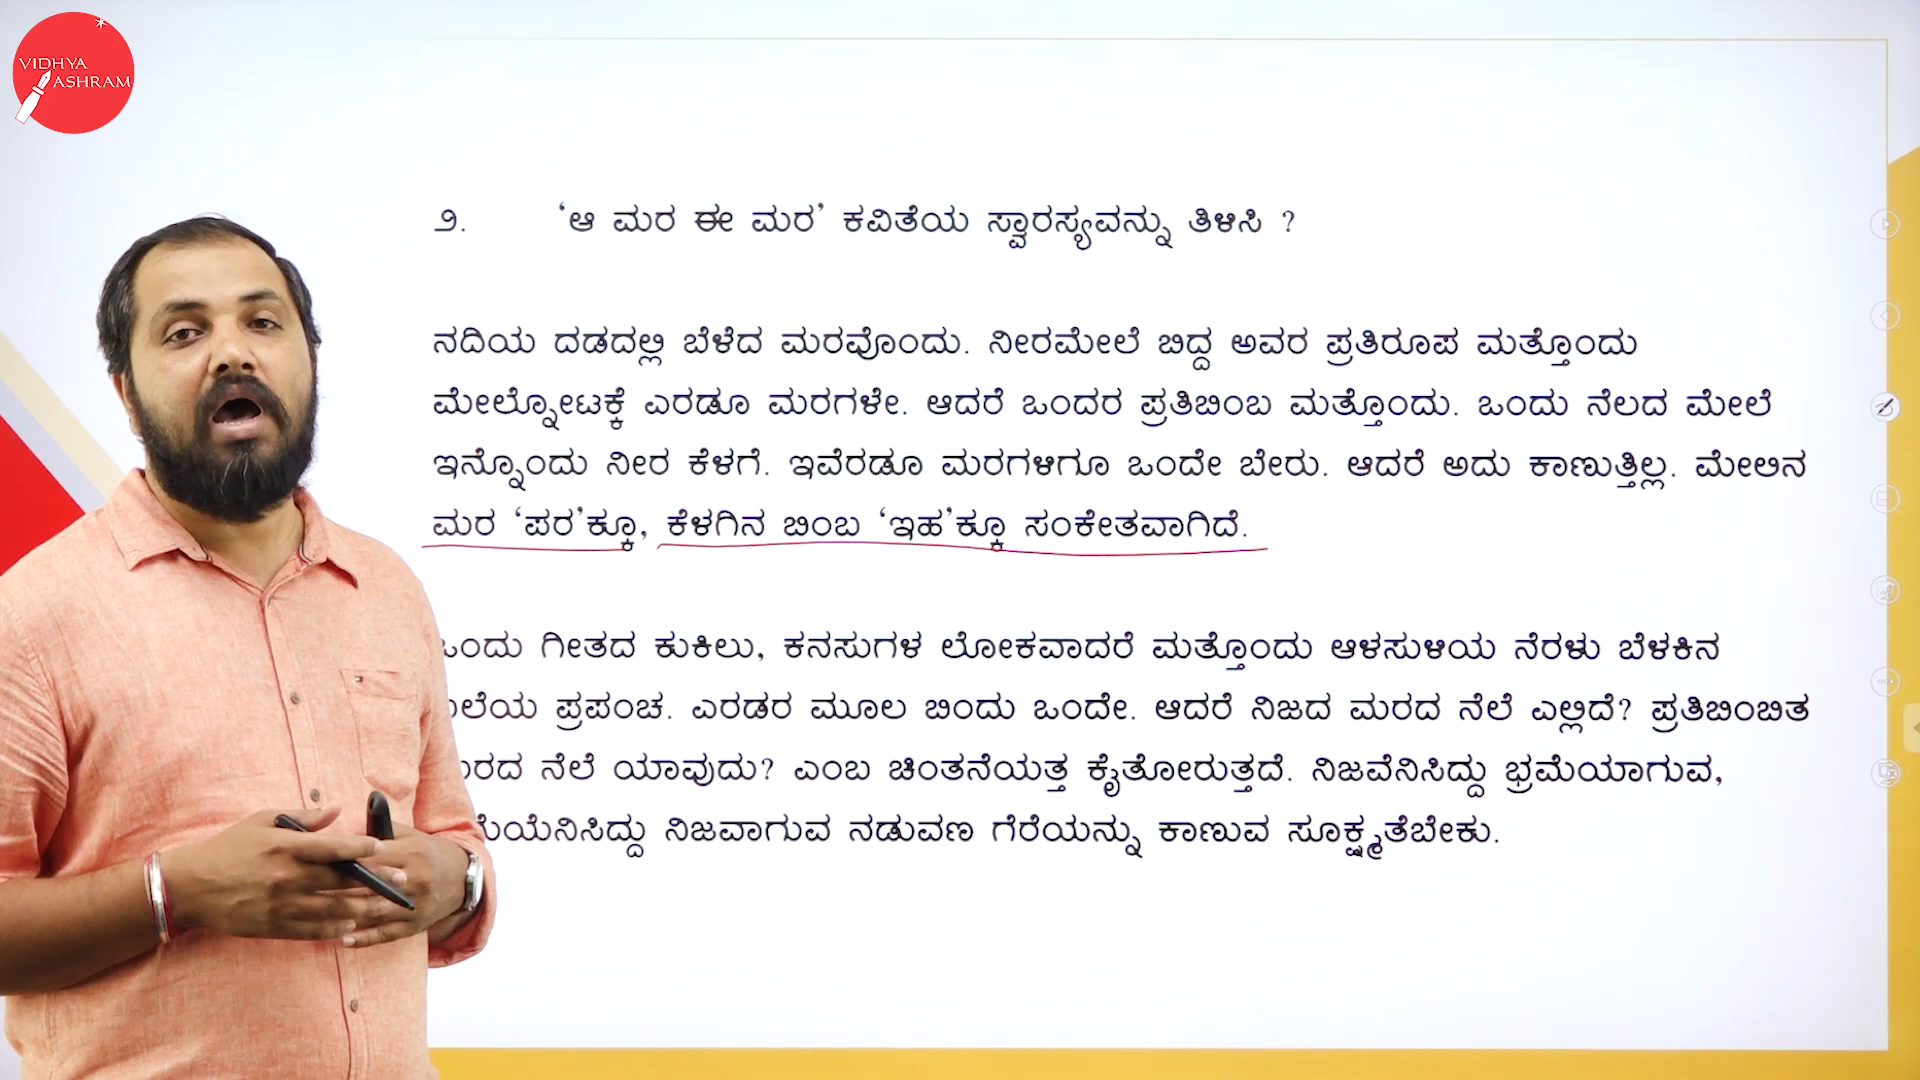 VIDHYA
ASHRAM
೨. ‘ಆ ಮರ ಈ ಮರ’ ಕವಿತೆಯ ಸ್ವಾರಸ್ಯವನ್ನು ತಿಳಿಸಿ ?
ನದಿಯ ದಡದಲ್ಲಿ ಬೆಳೆದ ಮರವೊಂದು. ನೀರಮೇಲೆ ಬಿದ್ದ ಅವರ ಪ್ರತಿರೂಪ ಮತ್ತೊಂದು
ಮೇಲ್ನೋಟಕ್ಕೆ ಎರಡೂ ಮರಗಳೇ. ಆದರೆ ಒಂದರ ಪ್ರತಿಬಿಂಬ ಮತ್ತೊಂದು. ಒಂದು ನೆಲದ ಮೇಲೆ
ಇನ್ನೊಂದು ನೀರ ಕೆಳಗೆ. ಇವೆರಡೂ ಮರಗಳಿಗೂ ಒಂದೇ ಬೇರು. ಆದರೆ ಅದು ಕಾಣುತ್ತಿಲ್ಲ. ಮೇಲಿನ
ಮರ ‘ಪರ’ಕ್ಕೂ, ಕೆಳಗಿನ ಬಿಂಬ ‘ಇಹ’ಕ್ಕೂ ಸಂಕೇತವಾಗಿದೆ.
ಒಂದು ಗೀತದ ಕುಕಿಲು, ಕನಸುಗಳ ಲೋಕವಾದರೆ ಮತ್ತೊಂದು ಆಳಸುಳಿಯ ನೆರಳು ಬೆಳಕಿನ
ಪ್ರಪಂಚ. ಎರಡರ ಮೂಲ ಬಿಂದು ಒಂದೇ. ಆದರೆ ನಿಜದ ಮರದ ನೆಲೆ ಎಲ್ಲಿದೆ? ಪ್ರತಿಬಿಂಬಿತ
ನೆಲೆ ಯಾವುದು? ಎಂಬ ಚಿಂತನೆಯತ್ತ ಕೈತೋರುತ್ತದೆ. ನಿಜವೆನಿಸಿದ್ದು ಭ್ರಮೆಯಾಗುವ,
ನಿಜವಾಗುವ ನಡುವಣ ಗೆರೆಯನ್ನು ಕಾಣುವ ಸೂಕ್ಷ್ಮತೆಬೇಕು.